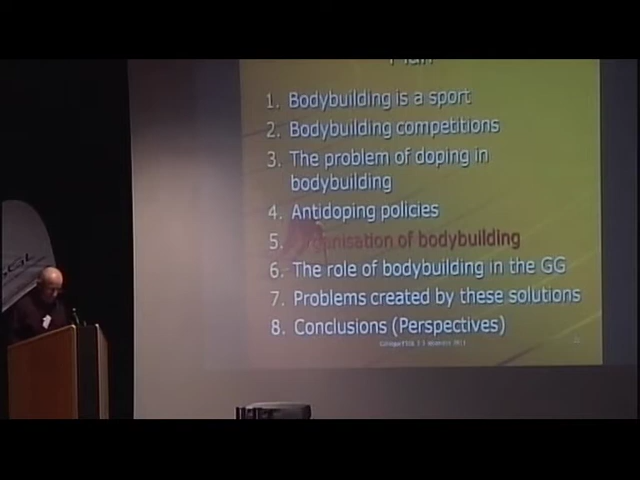 Plan
1. Bodybuilding is a sport
2. Bodybuilding competitions
3. The problem of doping in
bodybuilding
4. Antidoping policies
5. Organisation of bodybuilding
6. The role of bodybuilding in the GG
7. Problems created by these solutions
8. Conclusions (Perspectives)